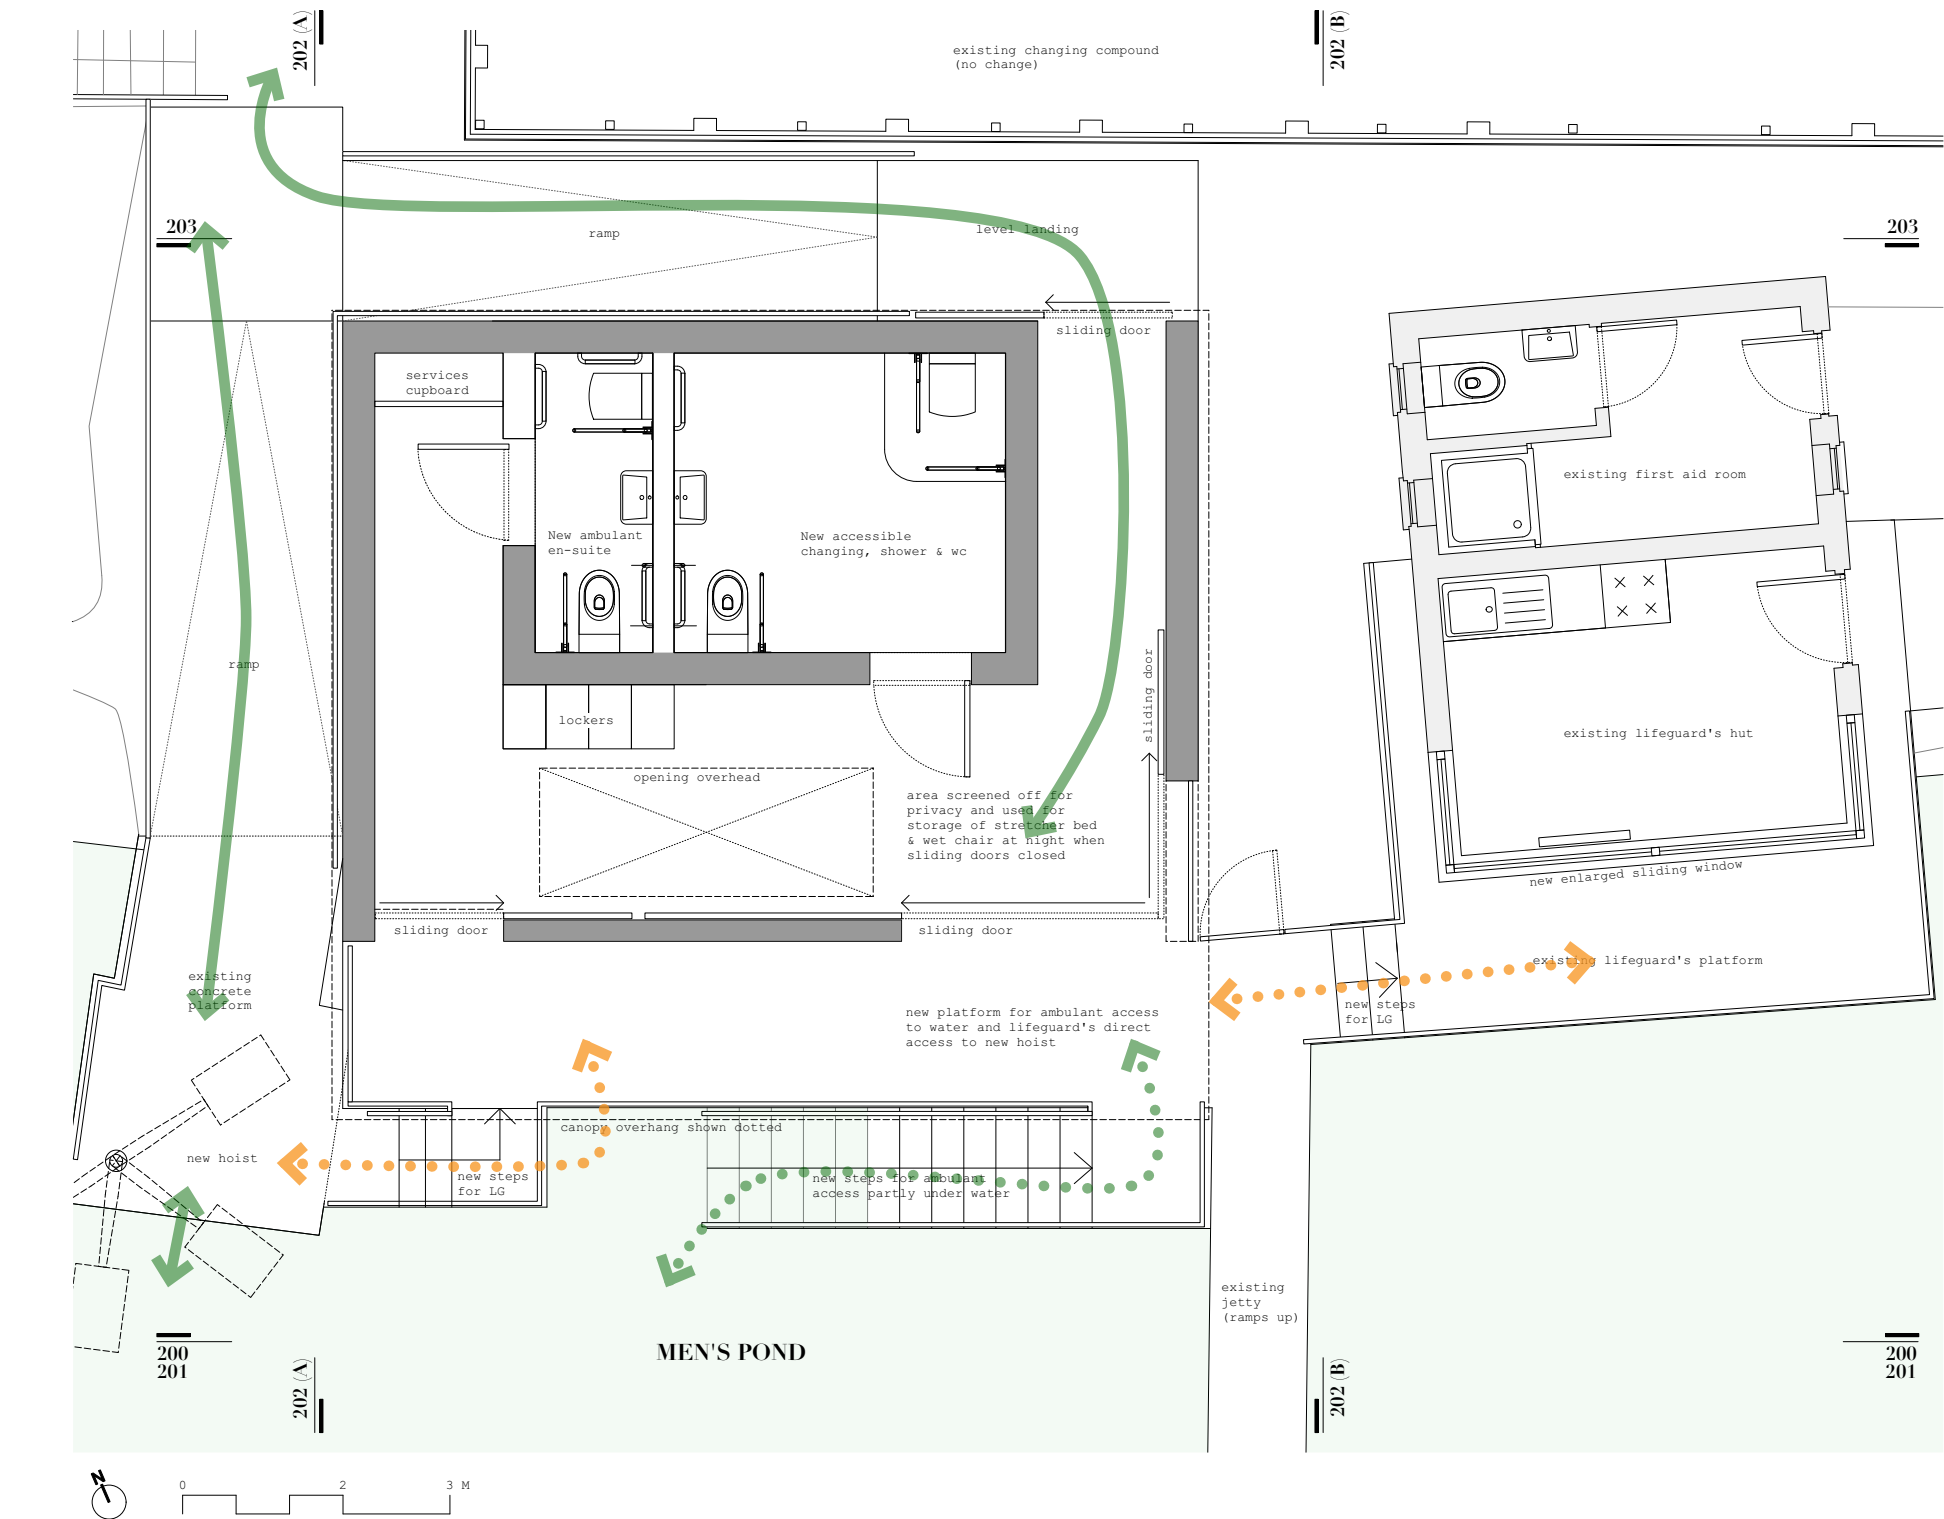 202 (A)
202 (B)
existing changing compound
(no change)
203
203
ramp
level landing
sliding door
services
cupboard
existing first aid room
New ambulant
en-suite
New accessible
changing, shower & wc
ramp
sliding door
lockers
existing lifeguard's hut
opening overhead
area screened off for
privacy and used for
storage of stretcher bed
& wet chair at night when
sliding doors closed
new enlarged sliding window
sliding door
sliding door
existing
concrete
platform
existing lifeguard's platform
new steps
for LG
new platform for ambulant access
to water and lifeguard's direct
access to new hoist
canopy overhang shown dotted
new hoist
new steps
for LG
new steps for ambulant
access partly under water
existing
jetty
(ramps up)
MEN'S POND
200
201
202 (A)
202 (B)
200
201
N
0 2 3 M